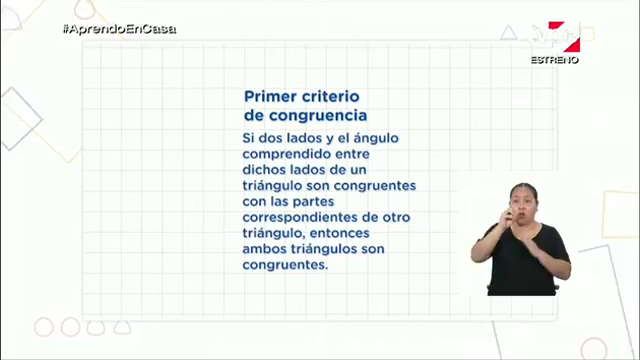 #AprendoEnCasa
ESTRENO
Primer criterio
de congruencia
Si dos lados y el ángulo
comprendido entre
dichos lados de un
triángulo son congruentes
con las partes
correspondientes de otro
triángulo, entonces
ambos triángulos son
congruentes.